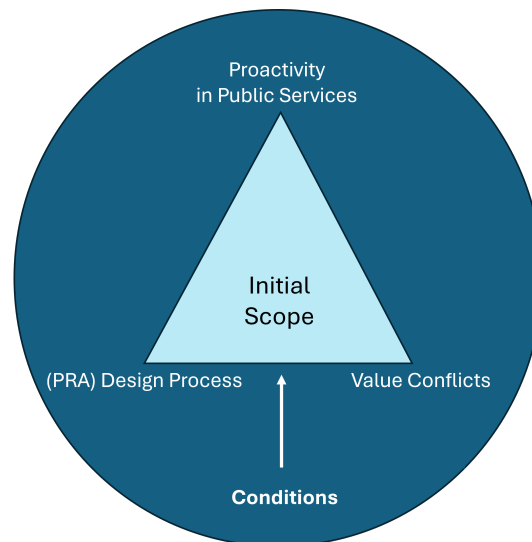 Proactivity
in Public Services
Initial
Scope
(PRA) Design Process
Value Conflicts
Conditions